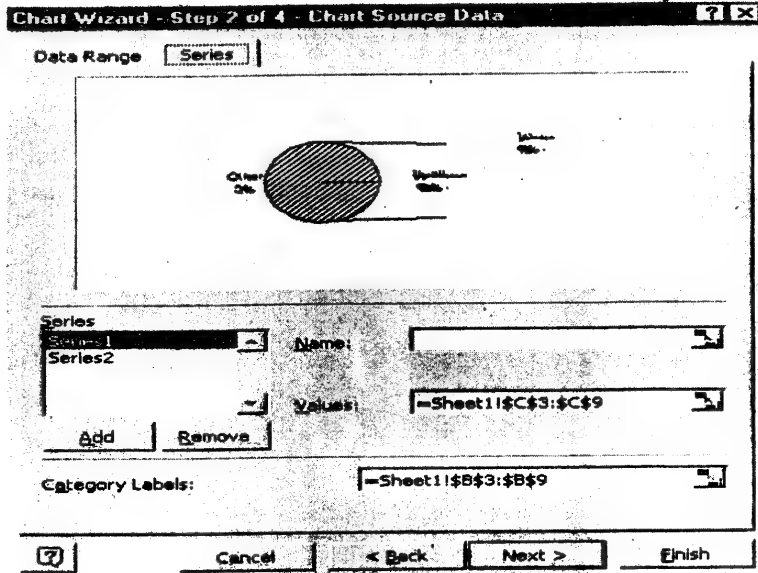 Chart Wizard - Step 2 of 4 - Chart Source Data
Data Range Series
Other
Series
Series1
Series2
Name:
Values:
=Sheet1!$C$3:$C$9
Add Remove
Category Labels:
=Sheet1!$B$3:$B$9
Cancel < Back Next > Finish